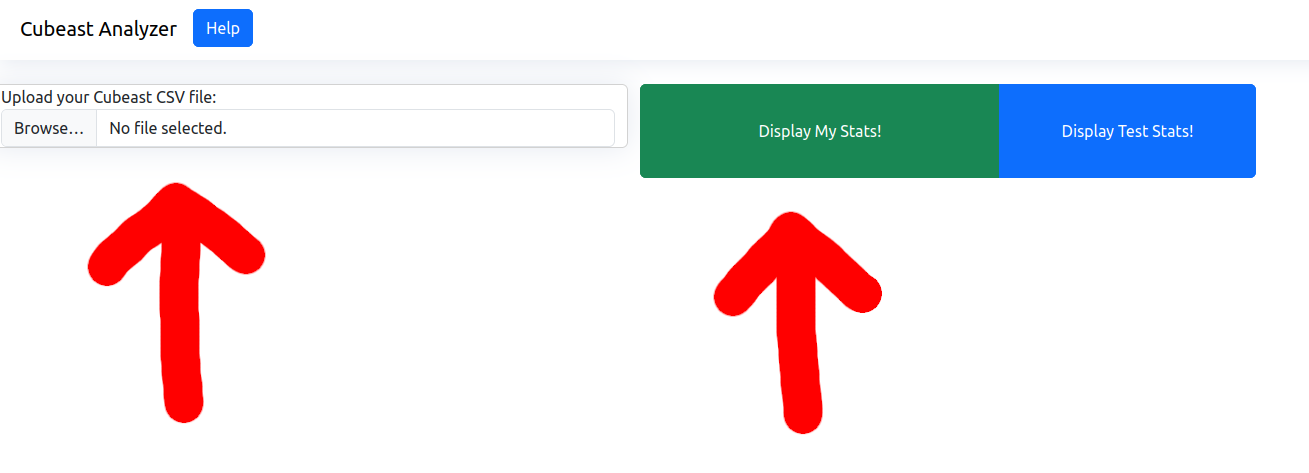 Cubeast Analyzer Help
Upload your Cubeast CSV file:
Browse… No file selected.
Display My Stats! Display Test Stats!